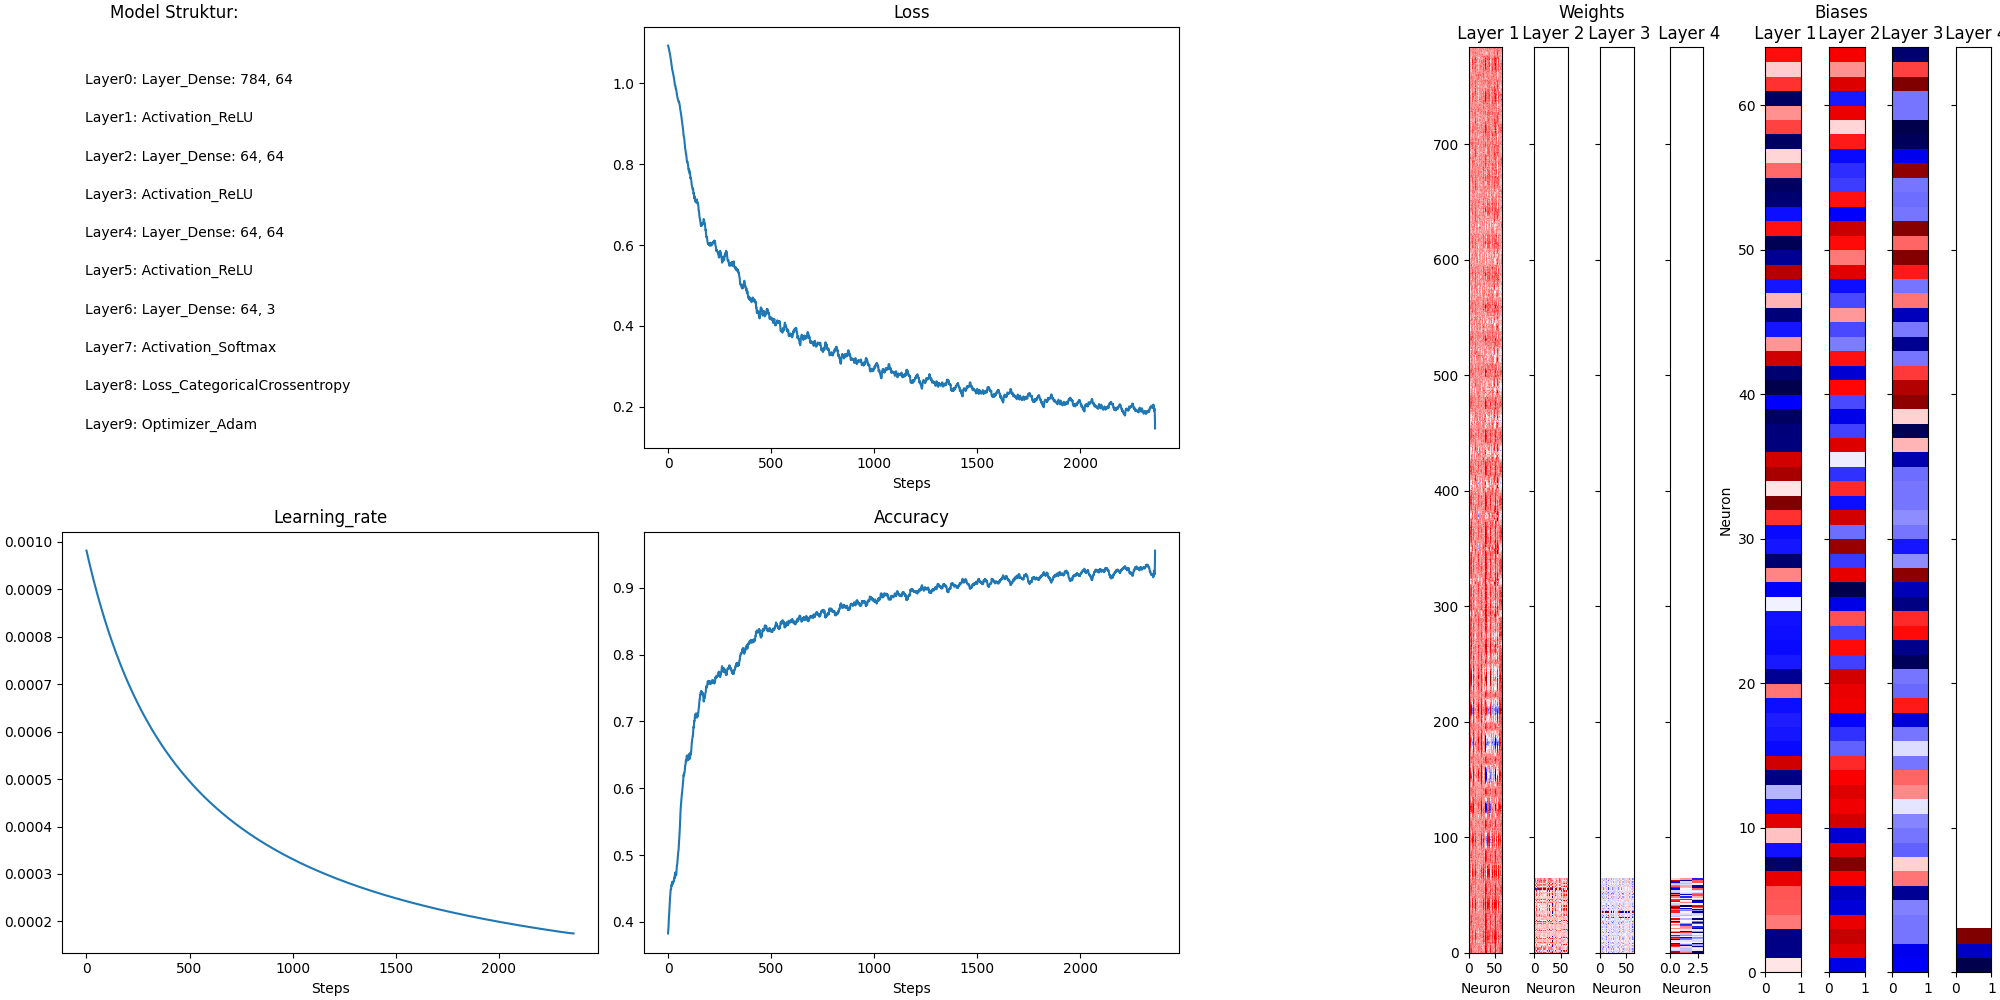 Model Struktur:
Layer0: Layer_Dense: 784, 64
Layer1: Activation_ReLU
Layer2: Layer_Dense: 64, 64
Layer3: Activation_ReLU
Layer4: Layer_Dense: 64, 64
Layer5: Activation_ReLU
Layer6: Layer_Dense: 64, 3
Layer7: Activation_Softmax
Layer8: Loss_CategoricalCrossentropy
Layer9: Optimizer_Adam
Loss
1.0
0.8
0.6
0.4
0.2
0 500 1000 1500 2000
Steps
Learning_rate
0.0010
0.0009
0.0008
0.0007
0.0006
0.0005
0.0004
0.0003
0.0002
0 500 1000 1500 2000
Steps
Accuracy
0.9
0.8
0.7
0.6
0.5
0.4
0 500 1000 1500 2000
Steps
Weights
Layer 1 Layer 2 Layer 3 Layer 4
700
600
500
400
300
200
100
0
0 50 0 50 0 50 0.0 2.5
Neuron Neuron Neuron Neuron
Biases
Layer 1 Layer 2 Layer 3 Layer 4
Neuron
60
50
40
30
20
10
0
0 1 0 1 0 1 0 1